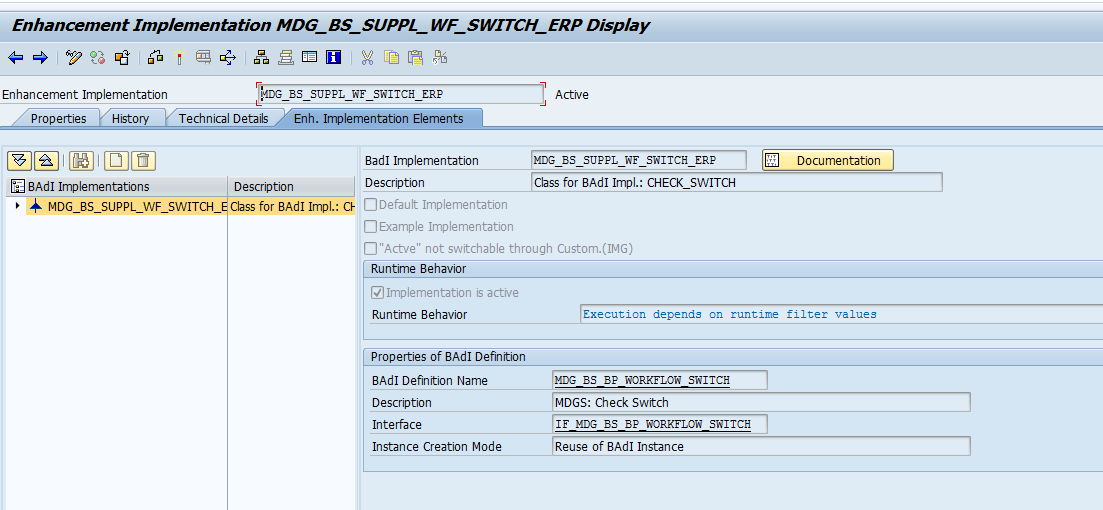 Enhancement Implementation MDG_BS_SUPPL_WF_SWITCH_ERP Display
Enhancement Implementation MDG_BS_SUPPL_WF_SWITCH_ERP Active
Properties History Technical Details Enh. Implementation Elements
BAdI Implementations Description
MDG_BS_SUPPL_WF_SWITCH_E Class for BAdI Impl.: CH
BadI Implementation MDG_BS_SUPPL_WF_SWITCH_ERP Documentation
Description Class for BAdI Impl.: CHECK_SWITCH
Default Implementation
Example Implementation
"Actve" not switchable through Custom.(IMG)
Runtime Behavior
Implementation is active
Runtime Behavior Execution depends on runtime filter values
Properties of BAdI Definition
BAdI Definition Name MDG_BS_BP_WORKFLOW_SWITCH
Description MDGS: Check Switch
Interface IF_MDG_BS_BP_WORKFLOW_SWITCH
Instance Creation Mode Reuse of BAdI Instance